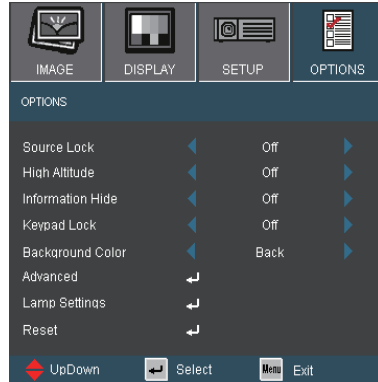 IMAGE DISPLAY SETUP OPTIONS
OPTIONS
Source Lock Off
High Altitude Off
Information Hide Off
Keypad Lock Off
Background Color Back
Advanced
Lamp Settings
Reset
UpDown Select Menu Exit